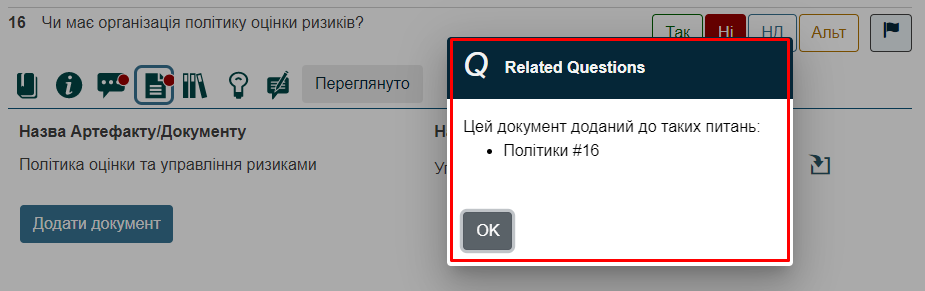 16 Чи має організація політику оцінки ризиків?
Так Ні НД Альт
Переглянуто
Q Related Questions
Назва Артефакту/Документу
Політика оцінки та управління ризиками
Цей документ доданий до таких питань:
• Політики #16
Додати документ
OK